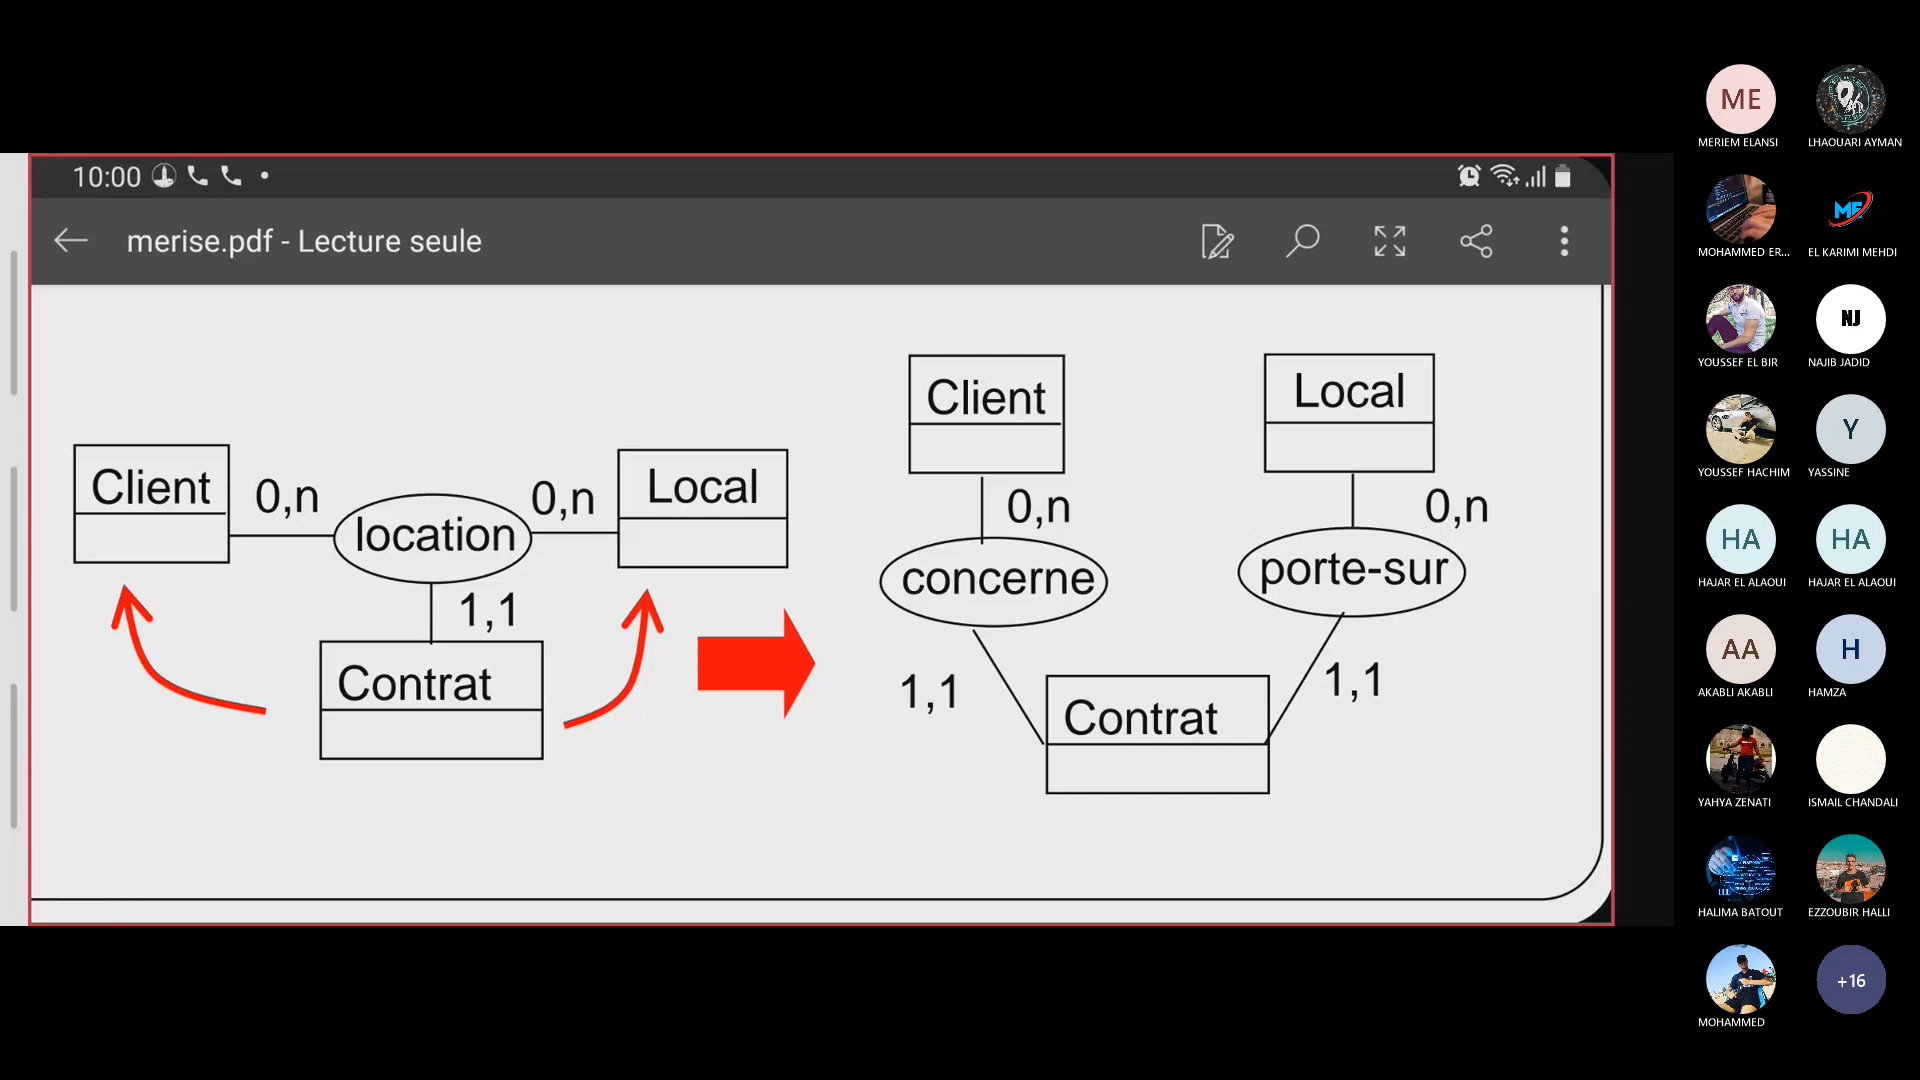 10:00
merise.pdf - Lecture seule
Client
0,n
location
0,n
Local
1,1
Contrat
Client
Local
0,n
0,n
concerne
porte-sur
1,1
1,1
Contrat
ME
MERIEM ELANSI
LHAOUARI AYMAN
MOHAMMED ER...
EL KARIMI MEHDI
YOUSSEF EL BIR
NJ
NAJIB JADID
YOUSSEF HACHIM
Y
YASSINE
HA
HAJAR EL ALAOUI
HA
HAJAR EL ALAOUI
AA
AKABLI AKABLI
H
HAMZA
YAHYA ZENATI
ISMAIL CHANDALI
HALIMA BATOUT
EZZOUBIR HALLI
MOHAMMED
+16